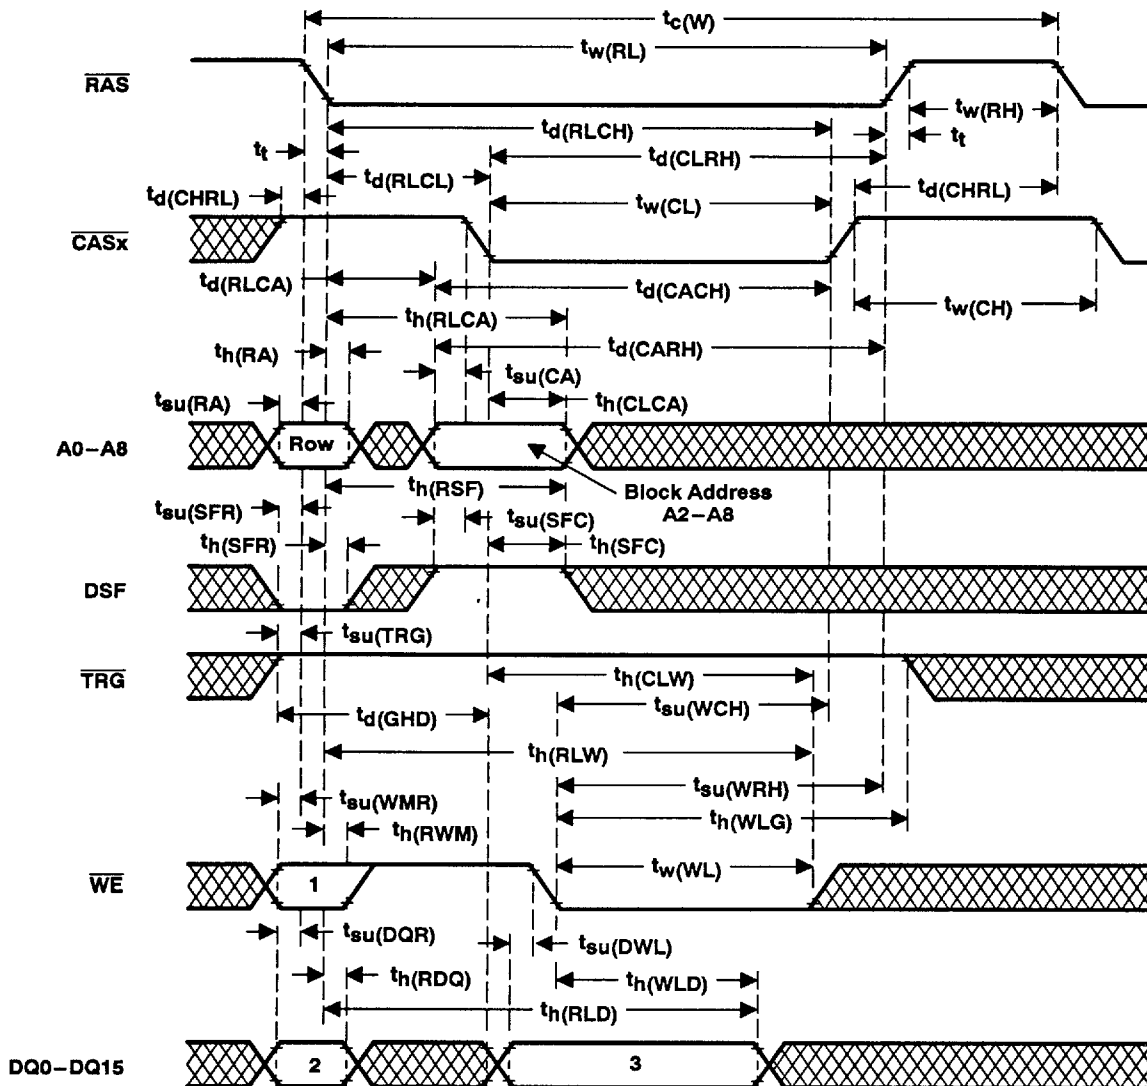 tc(W)
tw(RL)
RAS
tw(RH)
td(RLCH)
tt
td(CLRH)
tt
td(RLCL)
td(CHRL)
td(CHRL)
tw(CL)
CASx
td(RLCA)
td(CACH)
tw(CH)
th(RLCA)
th(RA)
td(CARH)
tsu(CA)
tsu(RA)
th(CLCA)
A0–A8
Row
th(RSF)
Block Address
A2–A8
tsu(SFR)
tsu(SFC)
th(SFR)
th(SFC)
DSF
tsu(TRG)
TRG
th(CLW)
tsu(WCH)
td(GHD)
th(RLW)
tsu(WRH)
tsu(WMR)
th(WLG)
th(RWM)
tw(WL)
WE
1
tsu(DQR)
tsu(DWL)
th(RDQ)
th(WLD)
th(RLD)
DQ0–DQ15
2
3